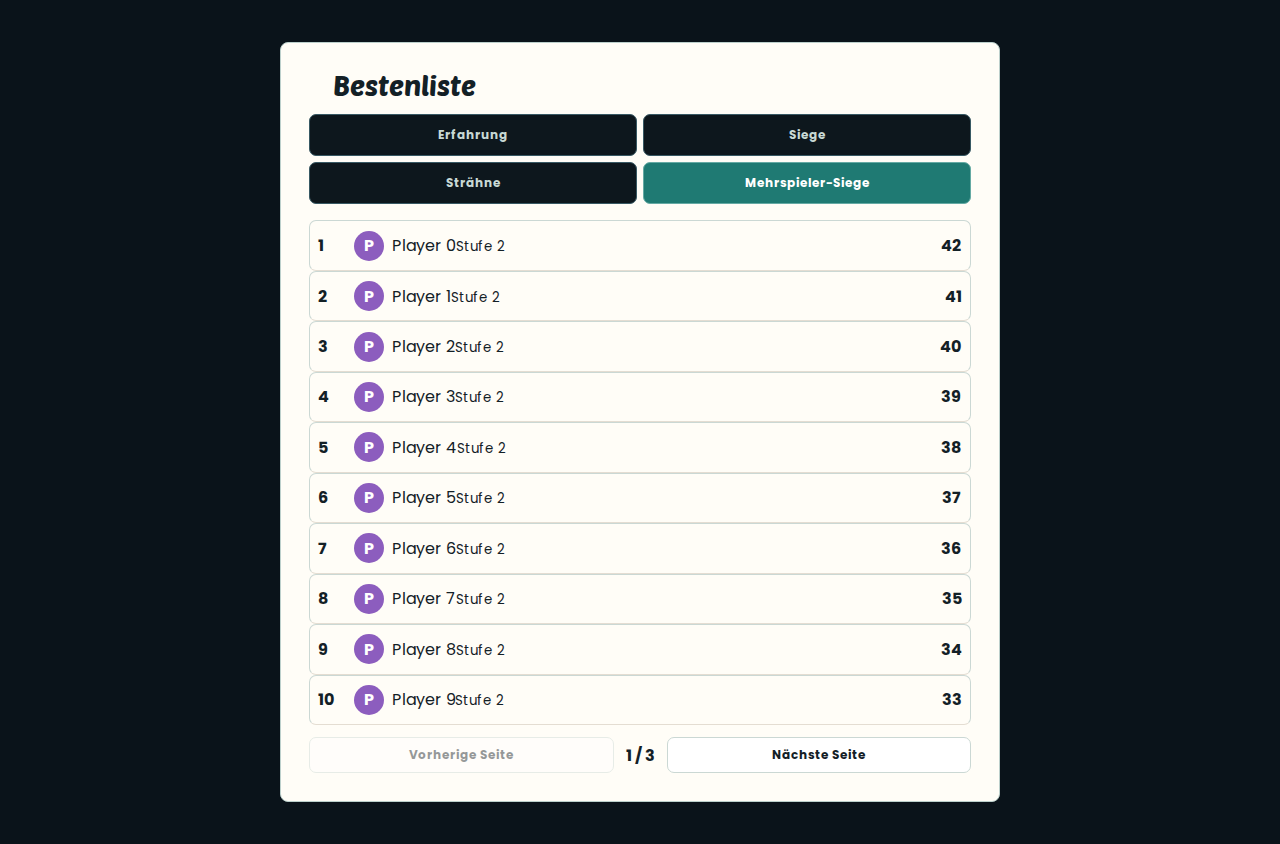 Bestenliste
Erfahrung Siege
Strähne Mehrspieler-Siege
1 P Player 0Stufe 2 42
2 P Player 1Stufe 2 41
3 P Player 2Stufe 2 40
4 P Player 3Stufe 2 39
5 P Player 4Stufe 2 38
6 P Player 5Stufe 2 37
7 P Player 6Stufe 2 36
8 P Player 7Stufe 2 35
9 P Player 8Stufe 2 34
10 P Player 9Stufe 2 33
Vorherige Seite 1 / 3 Nächste Seite